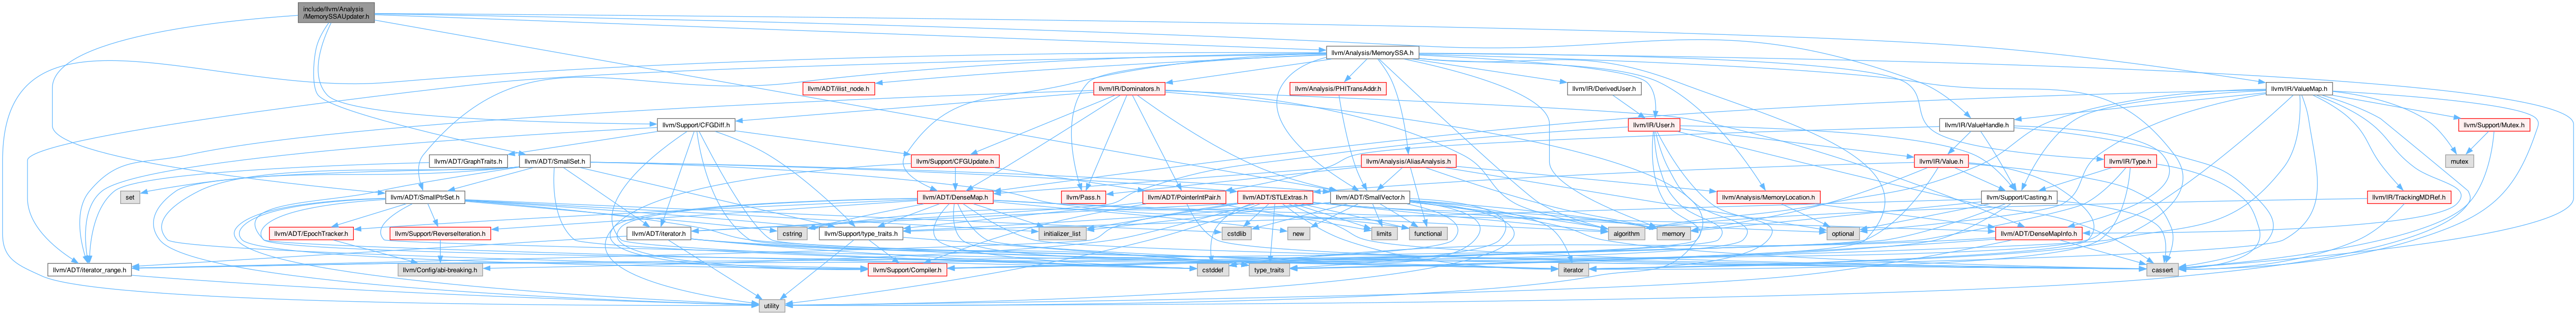 include/llvm/Analysis
/MemorySSAUpdater.h
llvm/Analysis/MemorySSA.h
llvm/ADT/ilist_node.h
llvm/IR/Dominators.h
llvm/Analysis/PHITransAddr.h
llvm/IR/DerivedUser.h
llvm/IR/ValueMap.h
llvm/Support/CFGDiff.h
llvm/IR/User.h
llvm/IR/ValueHandle.h
llvm/Support/Mutex.h
llvm/ADT/GraphTraits.h
llvm/ADT/SmallSet.h
llvm/Support/CFGUpdate.h
llvm/Analysis/AliasAnalysis.h
llvm/IR/Value.h
llvm/IR/Type.h
mutex
set
llvm/ADT/SmallPtrSet.h
llvm/ADT/DenseMap.h
llvm/Pass.h
llvm/ADT/PointerIntPair.h
llvm/ADT/STLExtras.h
llvm/ADT/SmallVector.h
llvm/Analysis/MemoryLocation.h
llvm/Support/Casting.h
llvm/IR/TrackingMDRef.h
llvm/ADT/EpochTracker.h
llvm/Support/ReverseIteration.h
llvm/ADT/iterator.h
cstring
llvm/Support/type_traits.h
initializer_list
cstdlib
new
limits
functional
algorithm
memory
optional
llvm/ADT/DenseMapInfo.h
llvm/ADT/iterator_range.h
llvm/Config/abi-breaking.h
llvm/Support/Compiler.h
cstddef
type_traits
iterator
cassert
utility